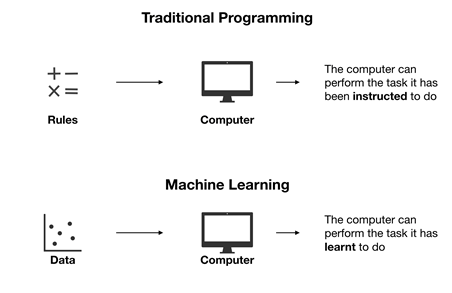 Traditional Programming
+ −
× =
Rules
Computer
The computer can
perform the task it has
been instructed to do
Machine Learning
Data
Computer
The computer can
perform the task it has
learnt to do